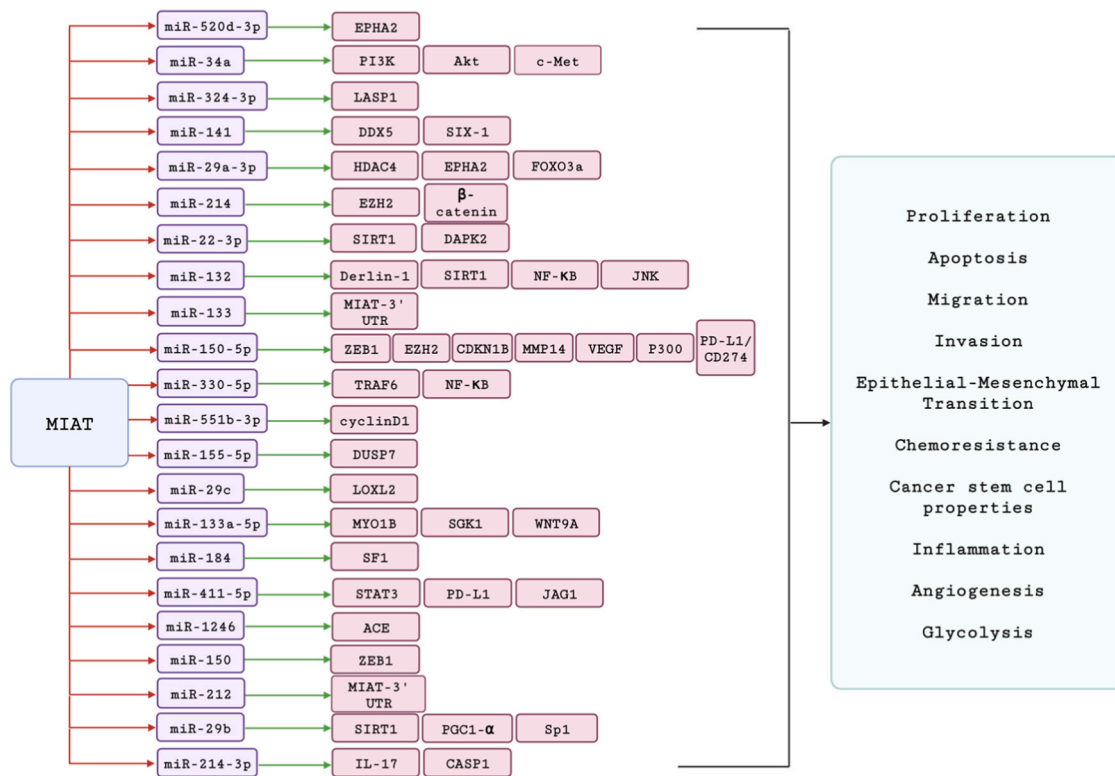 miR-520d-3p EPHA2
miR-34a PI3K Akt c-Met
miR-324-3p LASP1
miR-141 DDX5 SIX-1
miR-29a-3p HDAC4 EPHA2 FOXO3a
miR-214 EZH2 β-
catenin
miR-22-3p SIRT1 DAPK2
miR-132 Derlin-1 SIRT1 NF-κB JNK
miR-133 MIAT-3'
UTR
miR-150-5p ZEB1 EZH2 CDKN1B MMP14 VEGF P300 PD-L1/
CD274
miR-330-5p TRAF6 NF-κB
MIAT
miR-551b-3p cyclinD1
miR-155-5p DUSP7
miR-29c LOXL2
miR-133a-5p MYO1B SGK1 WNT9A
miR-184 SF1
miR-411-5p STAT3 PD-L1 JAG1
miR-1246 ACE
miR-150 ZEB1
miR-212 MIAT-3'
UTR
miR-29b SIRT1 PGC1-α Sp1
miR-214-3p IL-17 CASP1
Proliferation
Apoptosis
Migration
Invasion
Epithelial-Mesenchymal
Transition
Chemoresistance
Cancer stem cell
properties
Inflammation
Angiogenesis
Glycolysis